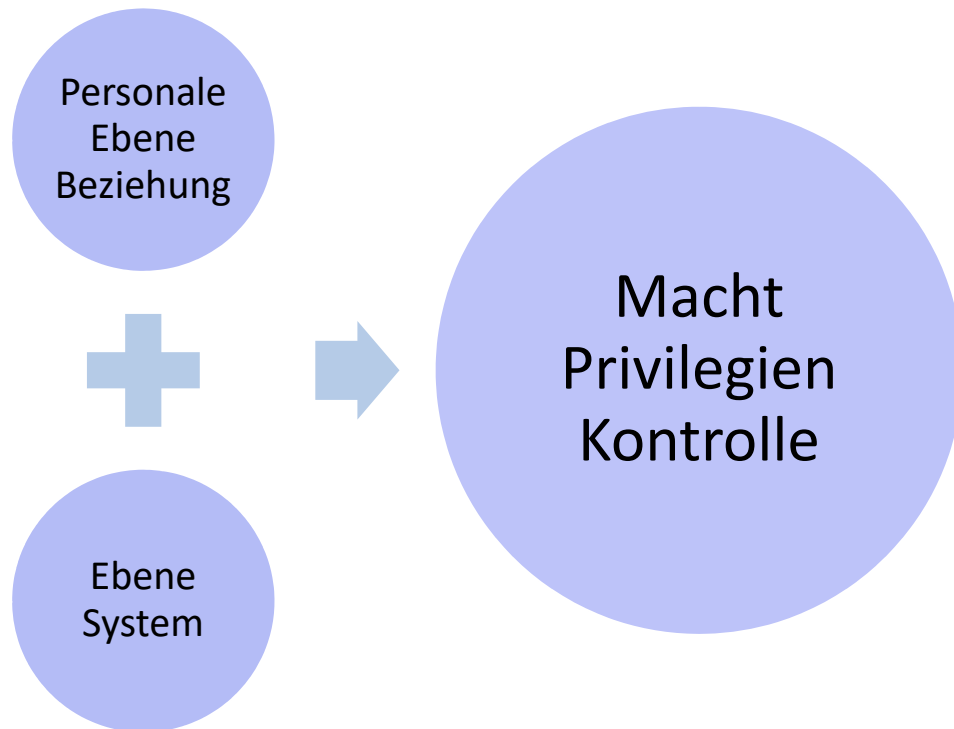 Personale
Ebene
Beziehung
Ebene
System
Macht
Privilegien
Kontrolle